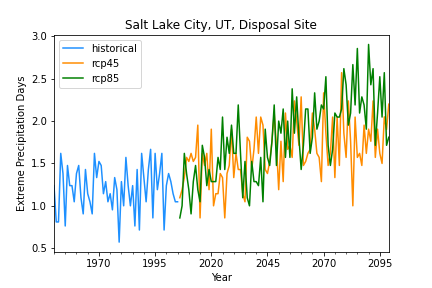 Salt Lake City, UT, Disposal Site
historical
rcp45
rcp85
Extreme Precipitation Days
3.0
2.5
2.0
1.5
1.0
0.5
1970
1995
2020
2045
2070
2095
Year